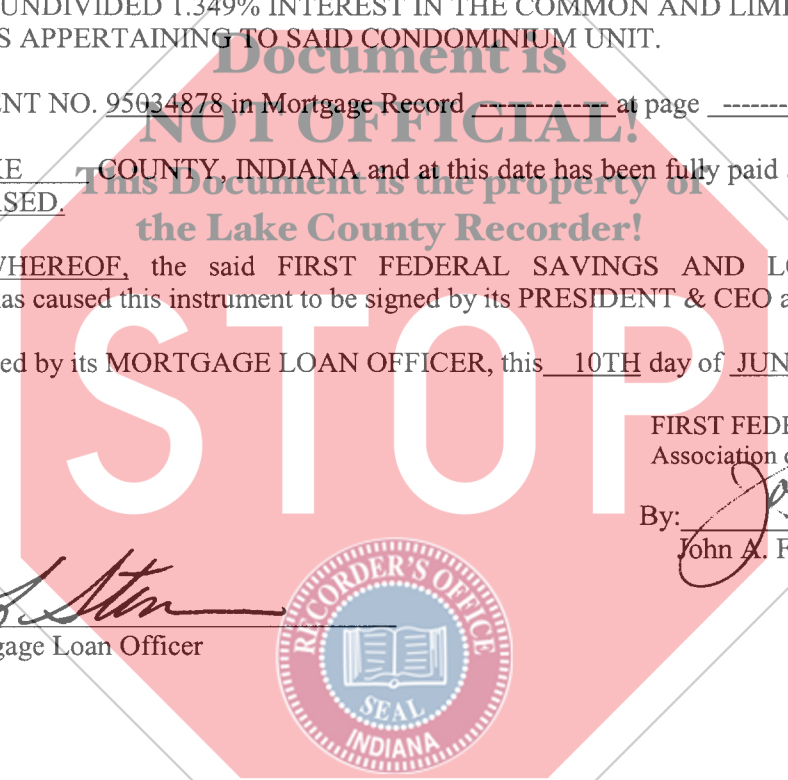 UNDIVIDED 1.349% INTEREST IN THE COMMON AND LIM
S APPERTAINING TO SAID CONDOMINIUM UNIT.
Document is
ENT NO. 95034878 in Mortgage Record -------------- at page -------
NOT OFFICIAL!
KE COUNTY, INDIANA and at this date has been fully paid
This Document is the property of
ASED.
the Lake County Recorder!
WHEREOF, the said FIRST FEDERAL SAVINGS AND LO
has caused this instrument to be signed by its PRESIDENT & CEO a
ed by its MORTGAGE LOAN OFFICER, this 10TH day of JUN
STOP
FIRST FEDE
Association o
By:
John A. F
gage Loan Officer
RECORDER'S OFFICE
SEAL
INDIANA